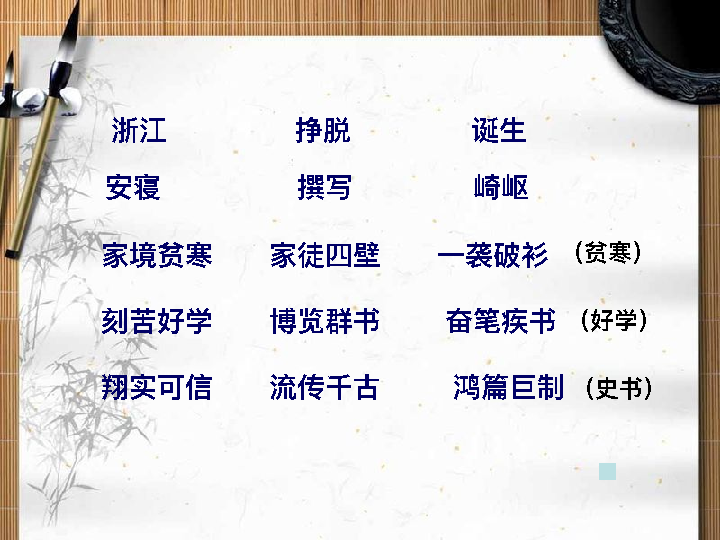 浙江 挣脱 诞生
安寝 撰写 崎岖
家境贫寒 家徒四壁 一袭破衫 （贫寒）
刻苦好学 博览群书 奋笔疾书 （好学）
翔实可信 流传千古 鸿篇巨制 （史书）